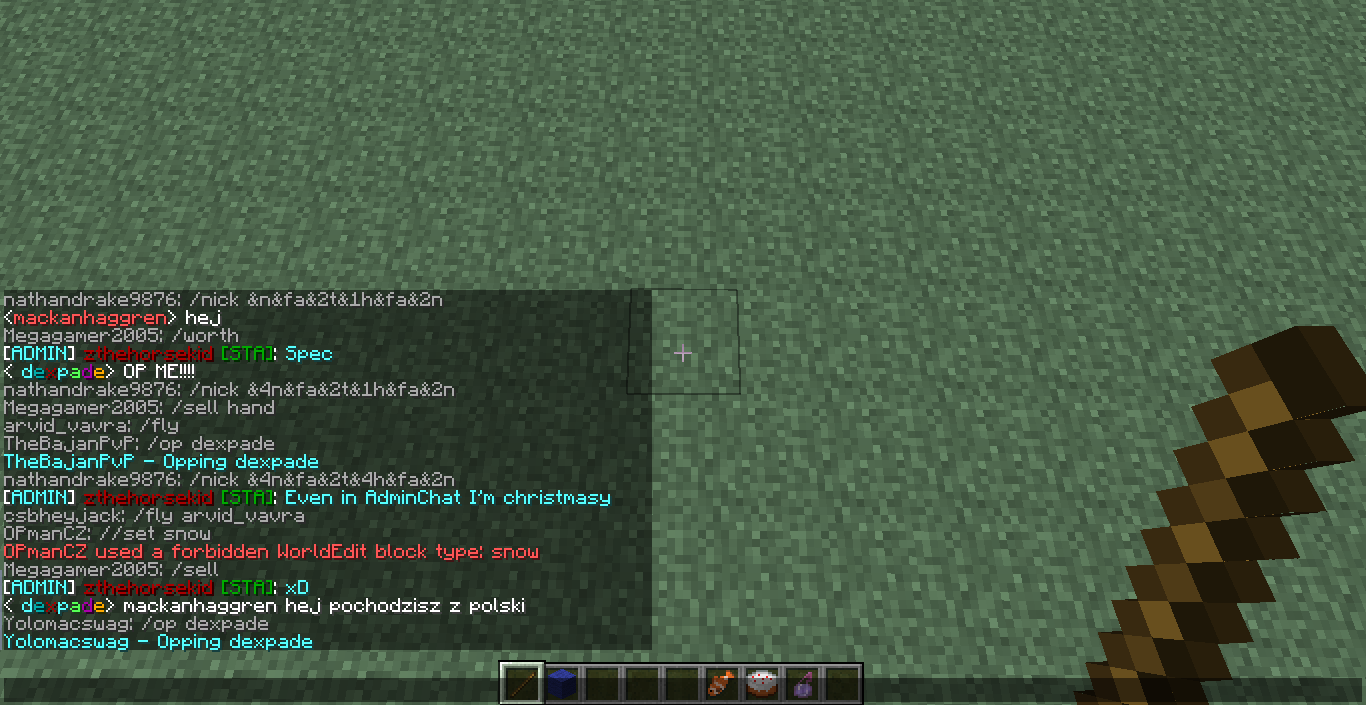 nathandrake9876: /nick &n&fa&2t&1h&fa&2n
<mackanhaggren> hej
Megagamer2005: /worth
[ADMIN] zthehorsekid [STA]: Spec
< dexpade> OP ME!!!!
nathandrake9876: /nick &4n&fa&2t&1h&fa&2n
Megagamer2005: /sell hand
arvid_vavra: /fly
TheBajanPvP: /op dexpade
TheBajanPvP - Opping dexpade
nathandrake9876: /nick &4n&fa&2t&4h&fa&2n
[ADMIN] zthehorsekid [STA]: Even in AdminChat I'm christmasy
csbheyjack: /fly arvid_vavra
OPmanCZ: //set snow
OPmanCZ used a forbidden WorldEdit block type: snow
Megagamer2005: /sell
[ADMIN] zthehorsekid [STA]: xD
< dexpade> mackanhaggren hej pochodzisz z polski
Yolomacswag: /op dexpade
Yolomacswag - Opping dexpade